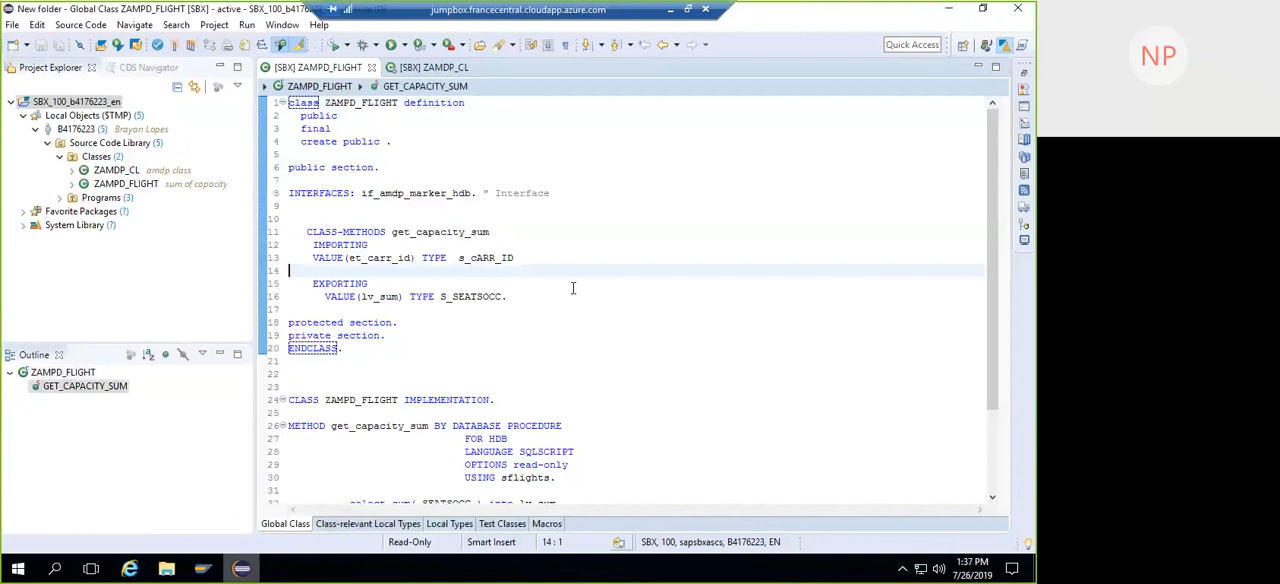 New folder - Global Class ZAMPD_FLIGHT [SBX] - active - SBX_100_b4176223_en
jumpbox.francecentral.cloudapp.azure.com
NP
File Edit Source Code Navigate Search Project Run Window Help
Quick Access
Project Explorer CDS Navigator
[SBX] ZAMPD_FLIGHT [SBX] ZAMDP_CL
ZAMPD_FLIGHT GET_CAPACITY_SUM
SBX_100_b4176223_en
Local Objects ($TMP) (5)
B4176223 (5) Brayan Lopes
Source Code Library (5)
Classes (2)
ZAMDP_CL amdp class
ZAMPD_FLIGHT sum of capacity
Programs (3)
Favorite Packages (?)
System Library (?)
1 class ZAMPD_FLIGHT definition
2 public
3 final
4 create public .
5
6 public section.
7
8 INTERFACES: if_amdp_marker_hdb. " Interface
9
10
11 CLASS-METHODS get_capacity_sum
12 IMPORTING
13 VALUE(et_carr_id) TYPE s_cARR_ID
14
15 EXPORTING
16 VALUE(lv_sum) TYPE S_SEATSOCC.
17
18 protected section.
19 private section.
20 ENDCLASS.
21
22
23
24 CLASS ZAMPD_FLIGHT IMPLEMENTATION.
25
26 METHOD get_capacity_sum BY DATABASE PROCEDURE
27 FOR HDB
28 LANGUAGE SQLSCRIPT
29 OPTIONS read-only
30 USING sflights.
31
32 select sum( SEATSOCC ) into lv_sum
Outline
ZAMPD_FLIGHT
GET_CAPACITY_SUM
Global Class Class-relevant Local Types Local Types Test Classes Macros
Read-Only Smart Insert 14 : 1 SBX, 100, sapsbxascs, B4176223, EN
1:37 PM
7/26/2019